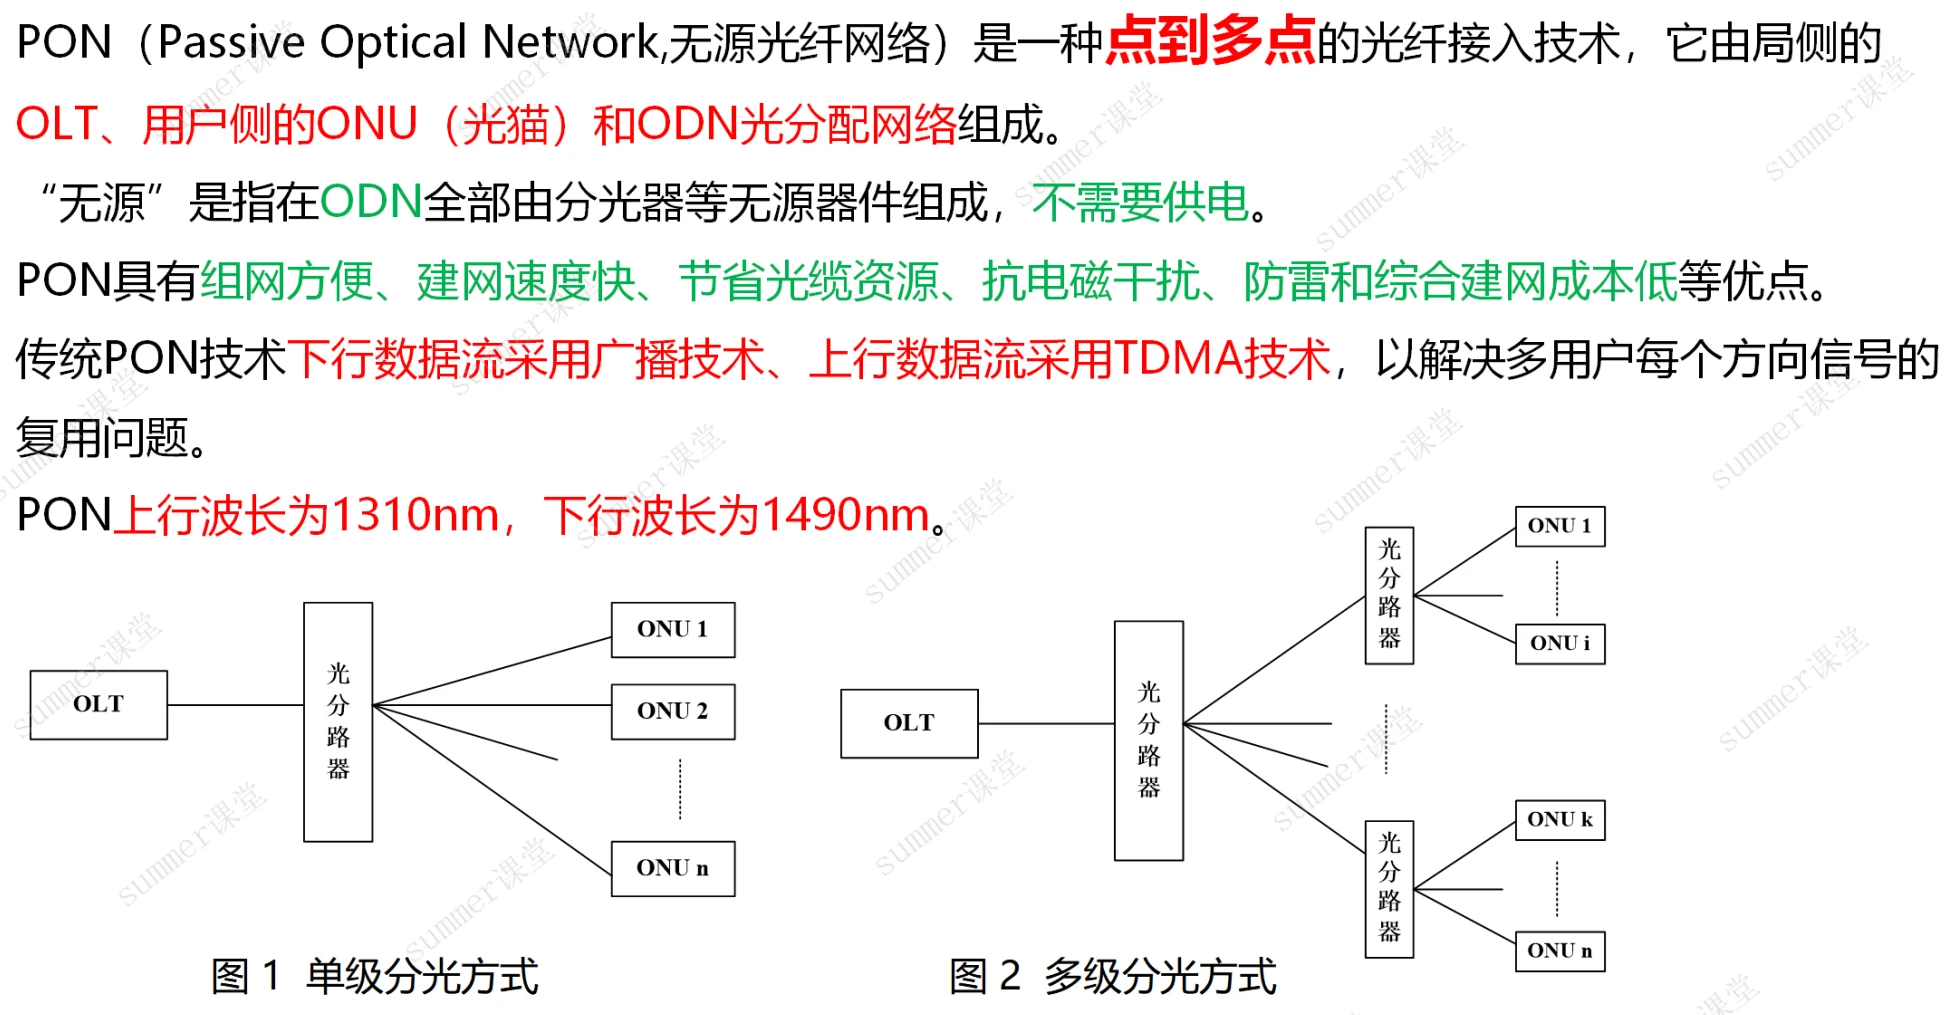 PON（Passive Optical Network,无源光纤网络）是一种点到多点的光纤接入技术，它由局侧的
OLT、用户侧的ONU（光猫）和ODN光分配网络组成。
“无源”是指在ODN全部由分光器等无源器件组成，不需要供电。
PON具有组网方便、建网速度快、节省光缆资源、抗电磁干扰、防雷和综合建网成本低等优点。
传统PON技术下行数据流采用广播技术、上行数据流采用TDMA技术，以解决多用户每个方向信号的
复用问题。
PON上行波长为1310nm，下行波长为1490nm。
OLT
光分路器
ONU 1
ONU 2
ONU n
图 1 单级分光方式
OLT
光分路器
光分路器
ONU 1
ONU i
光分路器
ONU k
ONU n
图 2 多级分光方式
summer课堂